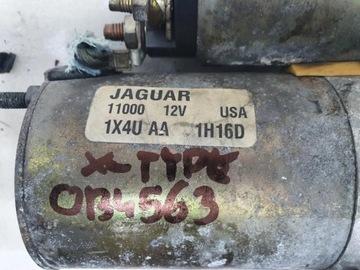 JAGUAR
11000 12V USA
1X4U AA 1H16D
X-TYPE
OB4563